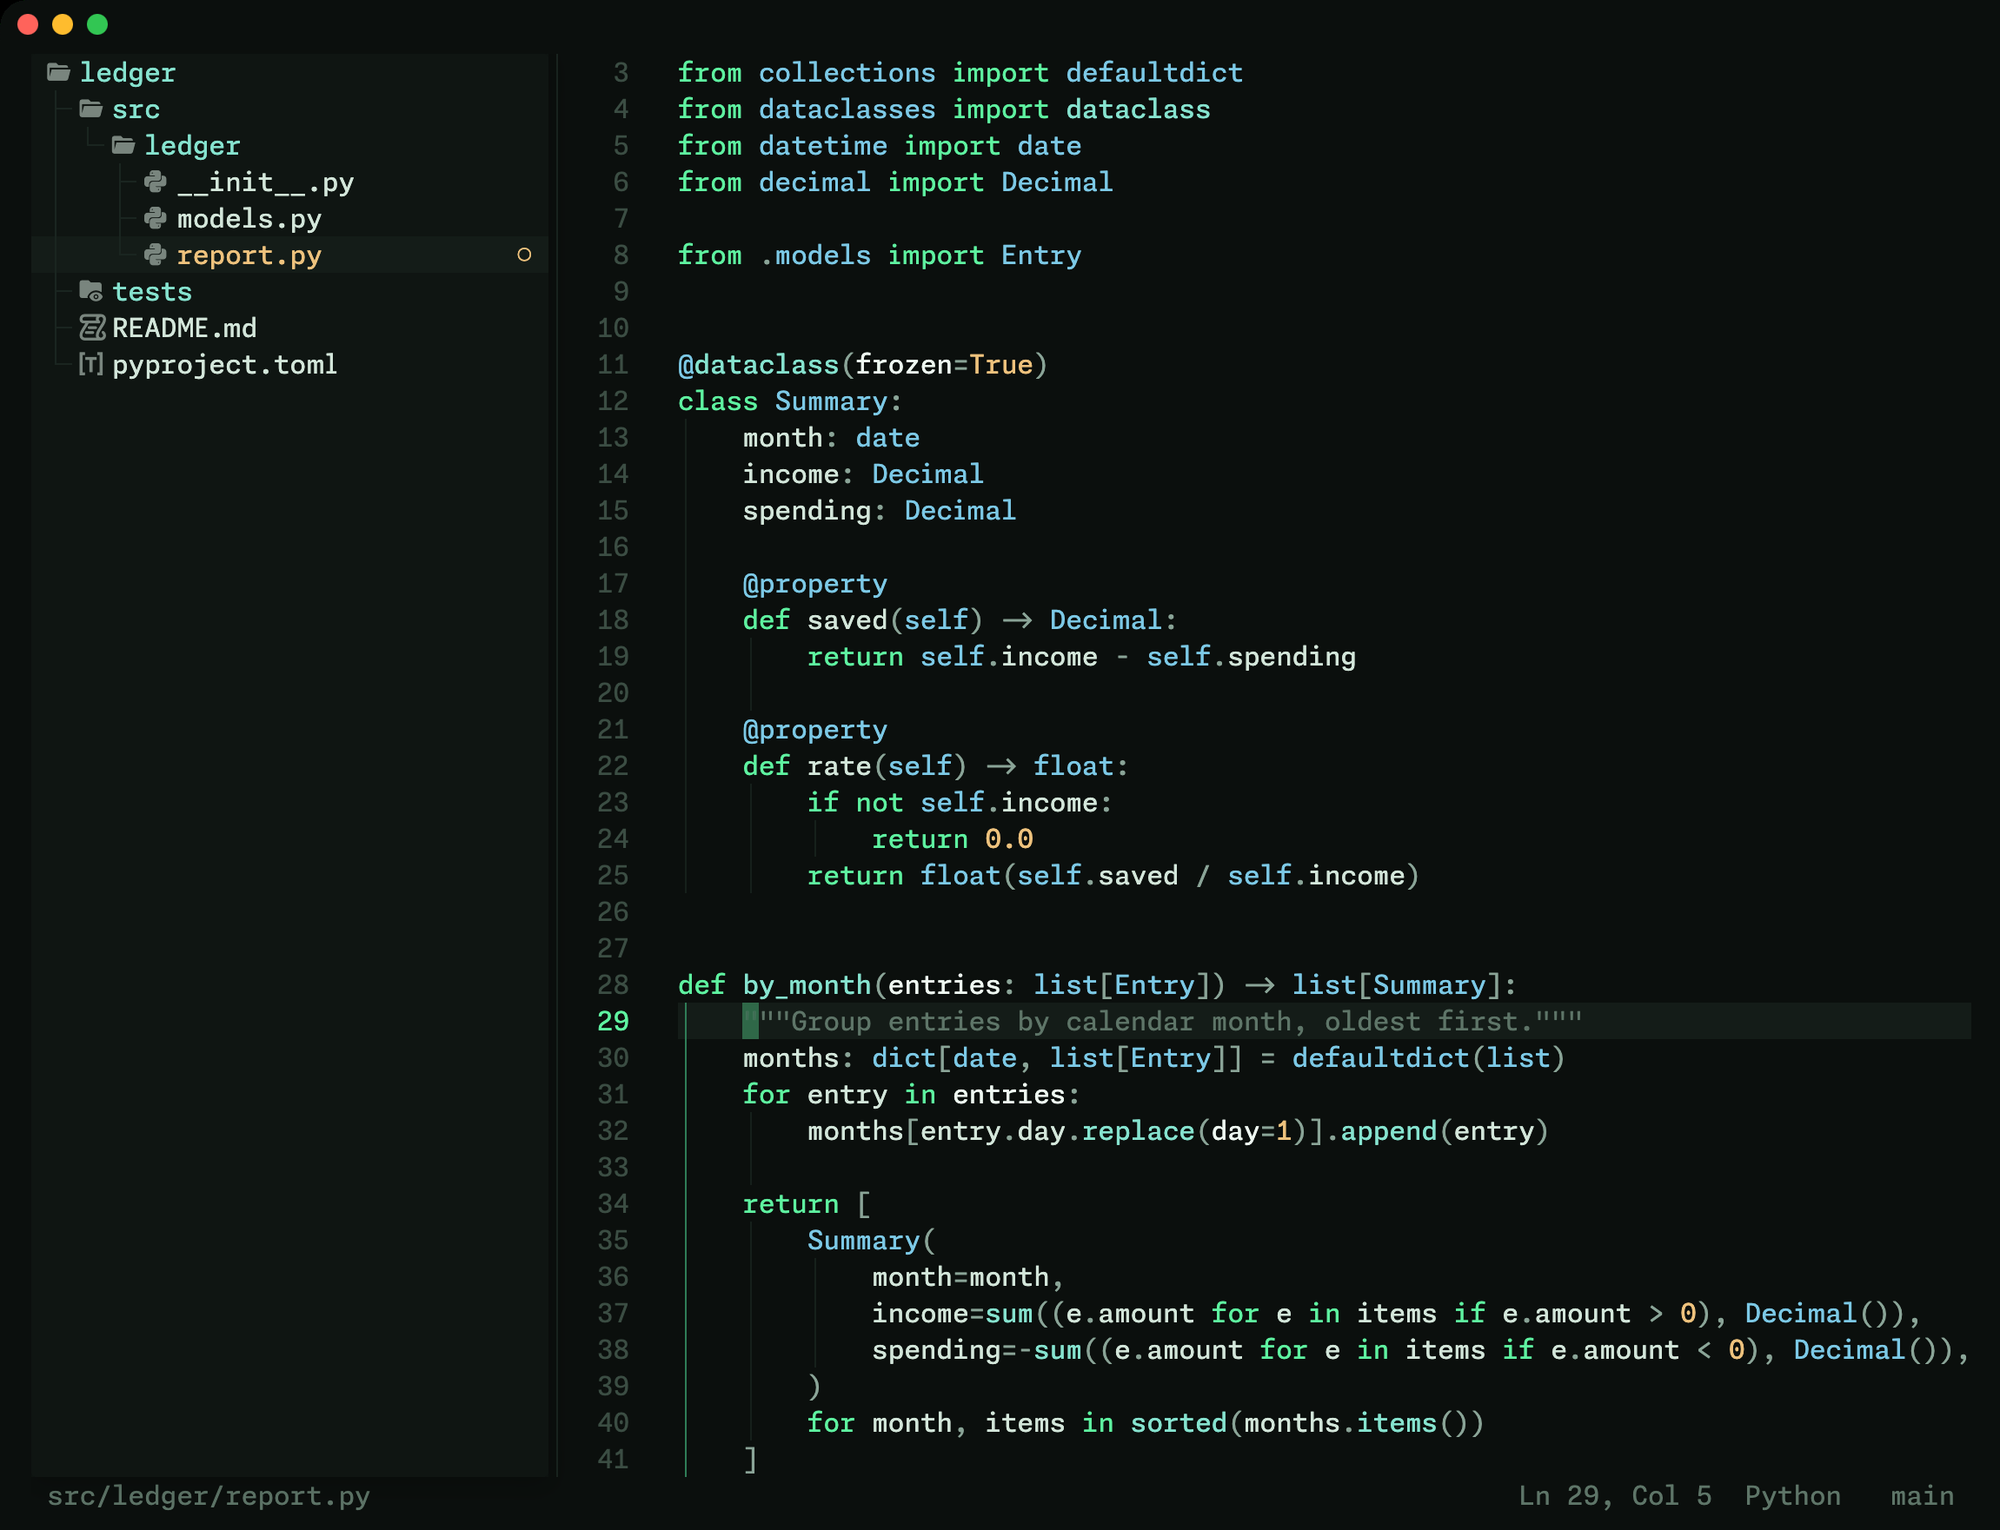 ledger
src
ledger
__init__.py
models.py
report.py
tests
README.md
[T] pyproject.toml
3 from collections import defaultdict
4 from dataclasses import dataclass
5 from datetime import date
6 from decimal import Decimal
7
8 from .models import Entry
9
10
11 @dataclass(frozen=True)
12 class Summary:
13     month: date
14     income: Decimal
15     spending: Decimal
16
17     @property
18     def saved(self) -> Decimal:
19         return self.income - self.spending
20
21     @property
22     def rate(self) -> float:
23         if not self.income:
24             return 0.0
25         return float(self.saved / self.income)
26
27
28 def by_month(entries: list[Entry]) -> list[Summary]:
29     """Group entries by calendar month, oldest first."""
30     months: dict[date, list[Entry]] = defaultdict(list)
31     for entry in entries:
32         months[entry.day.replace(day=1)].append(entry)
33
34     return [
35         Summary(
36             month=month,
37             income=sum((e.amount for e in items if e.amount > 0), Decimal()),
38             spending=-sum((e.amount for e in items if e.amount < 0), Decimal()),
39         )
40         for month, items in sorted(months.items())
41     ]
src/ledger/report.py
Ln 29, Col 5 Python main